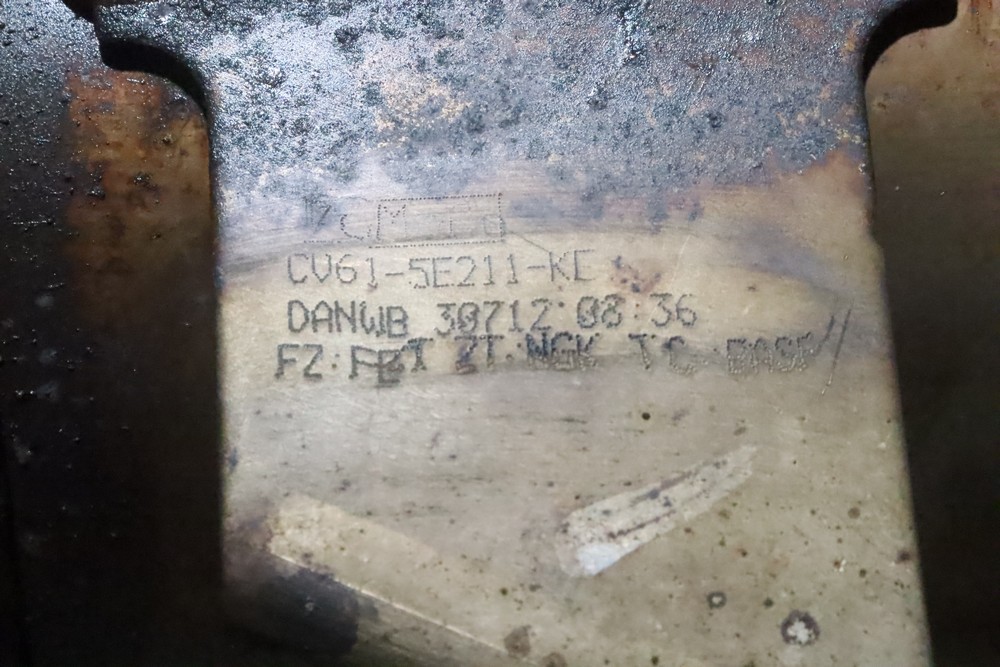 CV61-5E211-KE
DANWB 30712:08:36
FZ:FBT ZT:NGK TC:BASF